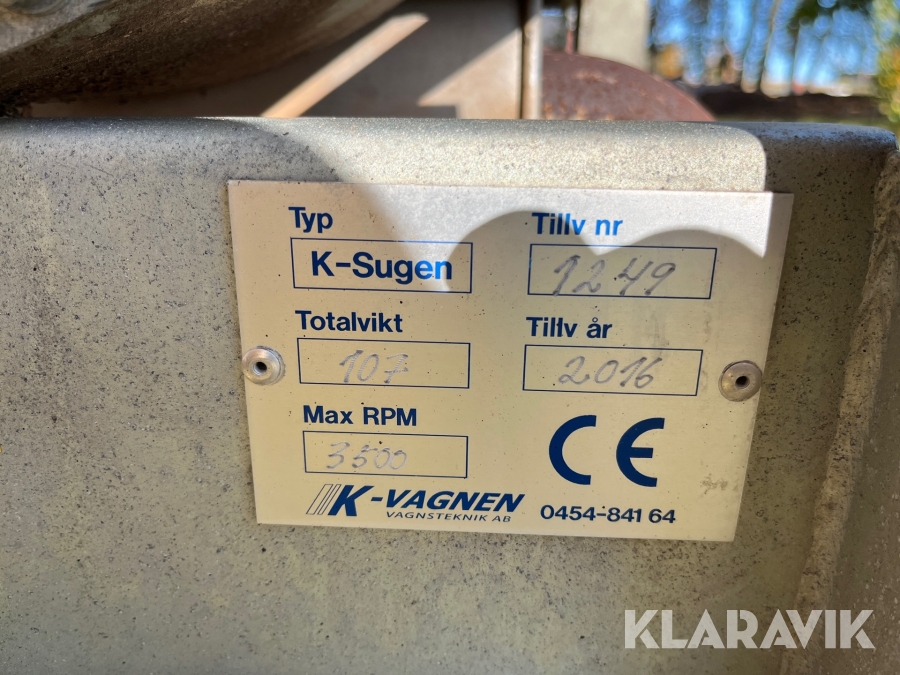 Typ
K-Sugen
Tillv nr
1249
Totalvikt
107
Tillv år
2016
Max RPM
3500
K-VAGNEN
VAGNSTEKNIK AB
0454-841 64
CE
KLARAVIK